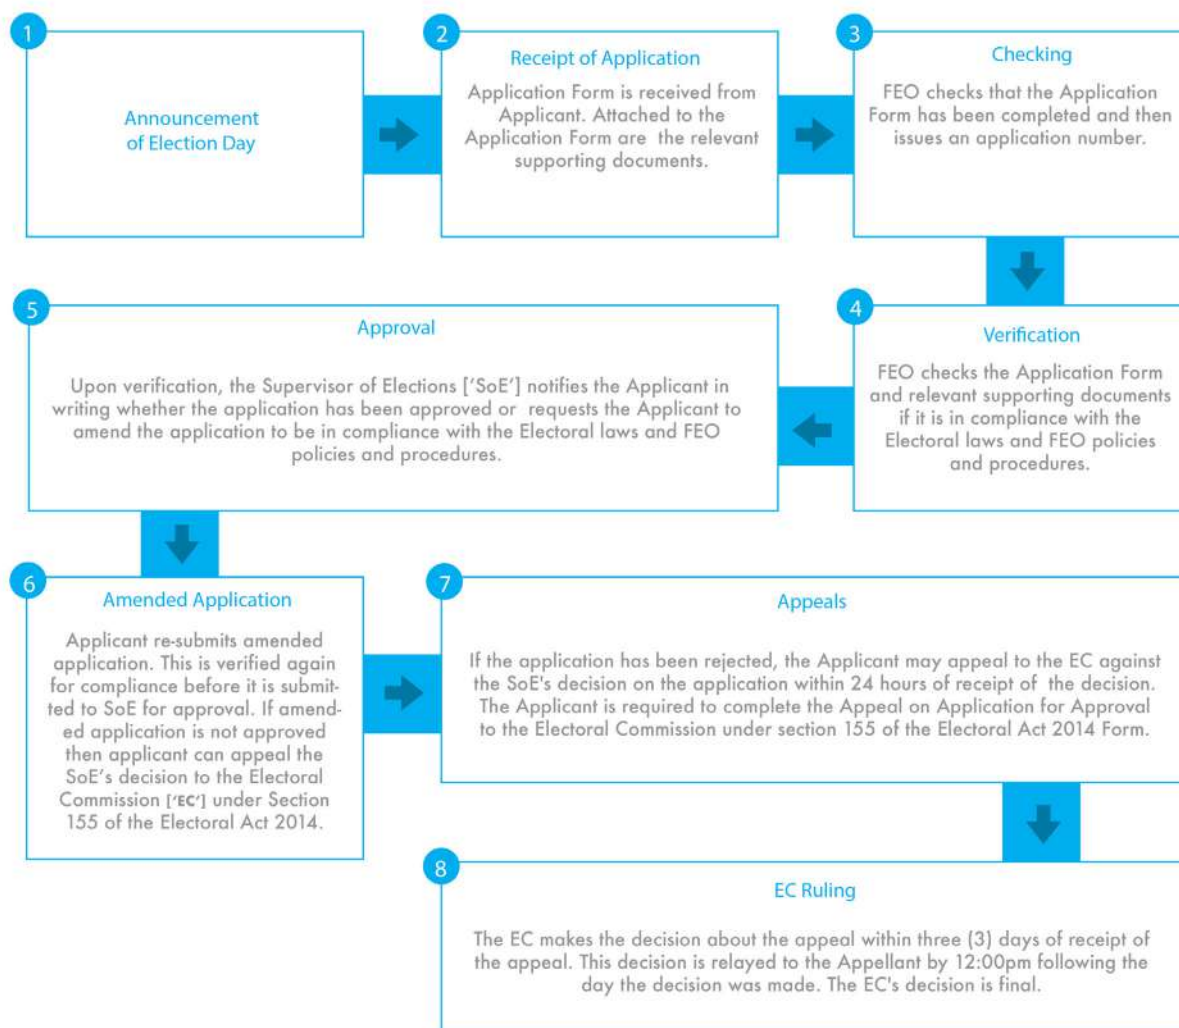 1
Announcement
of Election Day
2
Receipt of Application
Application Form is received from
Applicant. Attached to the
Application Form are the relevant
supporting documents.
3
Checking
FEO checks that the Application
Form has been completed and then
issues an application number.
4
Verification
FEO checks the Application Form
and relevant supporting documents
if it is in compliance with the
Electoral laws and FEO policies
and procedures.
5
Approval
Upon verification, the Supervisor of Elections ['SoE'] notifies the Applicant in
writing whether the application has been approved or requests the Applicant to
amend the application to be in compliance with the Electoral laws and FEO
policies and procedures.
6
Amended Application
Applicant re-submits amended
application. This is verified again
for compliance before it is submit-
ted to SoE for approval. If amend-
ed application is not approved
then applicant can appeal the
SoE's decision to the Electoral
Commission ['EC'] under Section
155 of the Electoral Act 2014.
7
Appeals
If the application has been rejected, the Applicant may appeal to the EC against
the SoE's decision on the application within 24 hours of receipt of the decision.
The Applicant is required to complete the Appeal on Application for Approval
to the Electoral Commission under section 155 of the Electoral Act 2014 Form.
8
EC Ruling
The EC makes the decision about the appeal within three (3) days of receipt of
the appeal. This decision is relayed to the Appellant by 12:00pm following the
day the decision was made. The EC's decision is final.